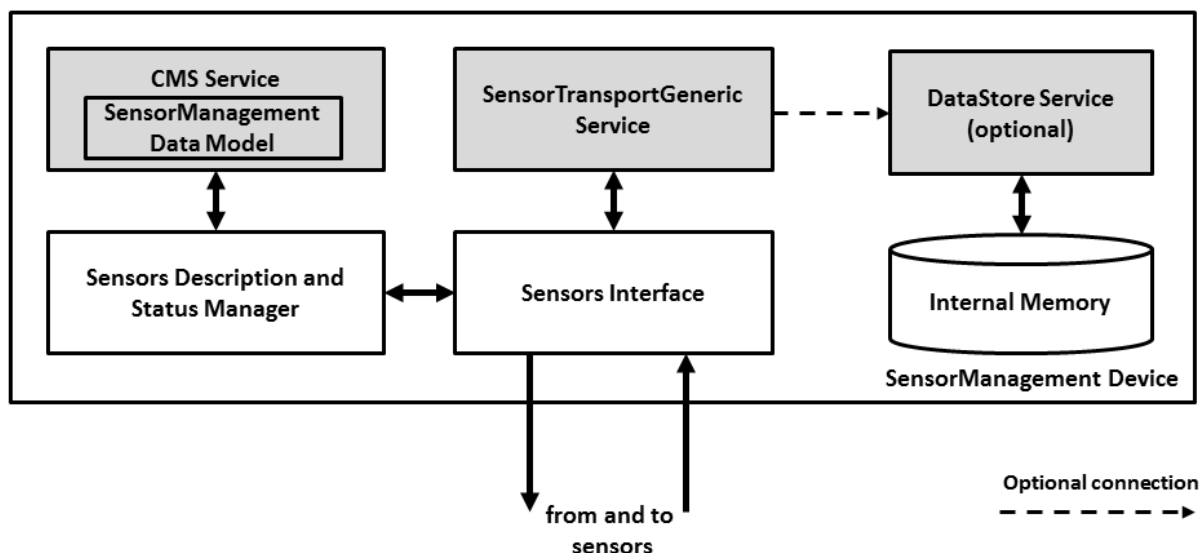 CMS Service
SensorManagement
Data Model
SensorTransportGeneric
Service
DataStore Service
(optional)
Sensors Description and
Status Manager
Sensors Interface
Internal Memory
SensorManagement Device
Optional connection
from and to
sensors